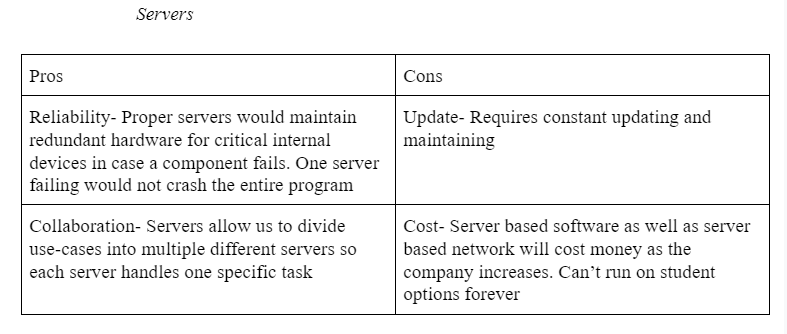 Servers
Pros
Cons
Reliability- Proper servers would maintain
redundant hardware for critical internal
devices in case a component fails. One server
failing would not crash the entire program
Update- Requires constant updating and
maintaining
Collaboration- Servers allow us to divide
use-cases into multiple different servers so
each server handles one specific task
Cost- Server based software as well as server
based network will cost money as the
company increases. Can’t run on student
options forever